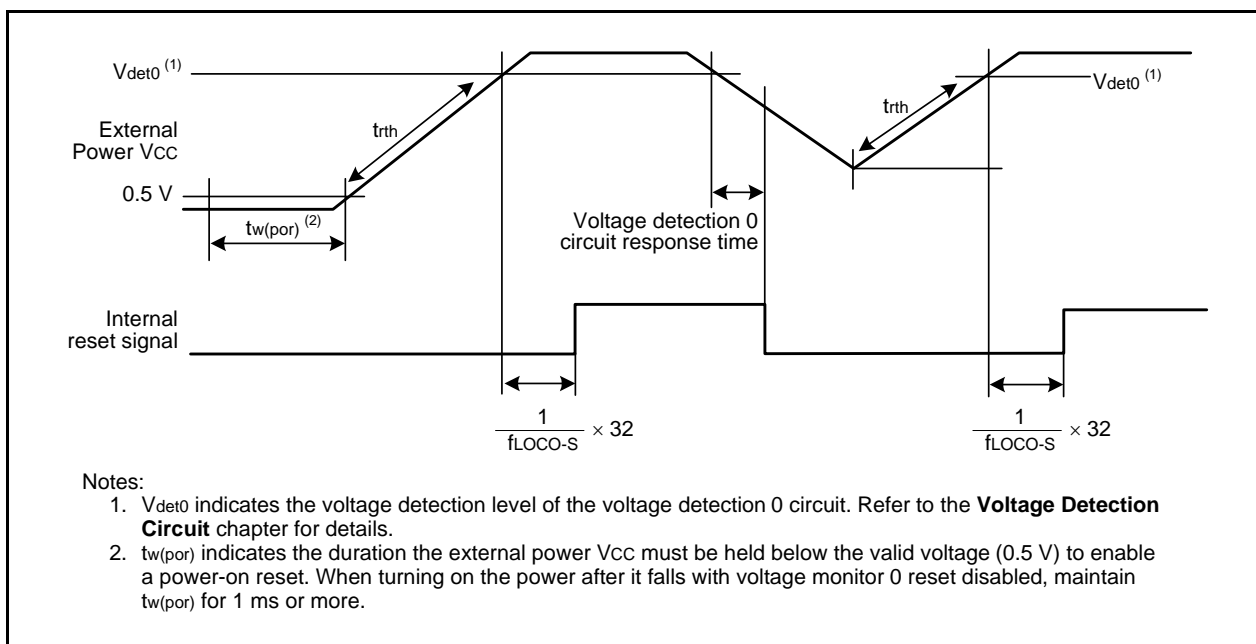 Vdet0 (1)
External
Power VCC
0.5 V
trth
tw(por) (2)
Voltage detection 0
circuit response time
trth
Vdet0 (1)
Internal
reset signal
1
fLOCO-S
× 32
1
fLOCO-S
× 32
Notes:
1. Vdet0 indicates the voltage detection level of the voltage detection 0 circuit. Refer to the Voltage Detection
Circuit chapter for details.
2. tw(por) indicates the duration the external power VCC must be held below the valid voltage (0.5 V) to enable
a power-on reset. When turning on the power after it falls with voltage monitor 0 reset disabled, maintain
tw(por) for 1 ms or more.